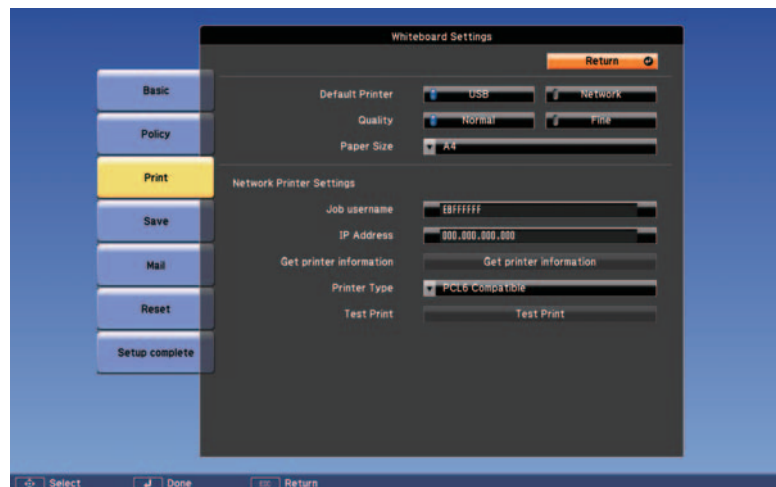 Whiteboard Settings
Return
Basic
Policy
Print
Save
Mail
Reset
Setup complete
Default Printer USB Network
Quality Normal Fine
Paper Size A4
Network Printer Settings
Job username EBFFFFFF
IP Address 000.000.000.000
Get printer information Get printer information
Printer Type PCL6 Compatible
Test Print Test Print
Select Done Esc Return